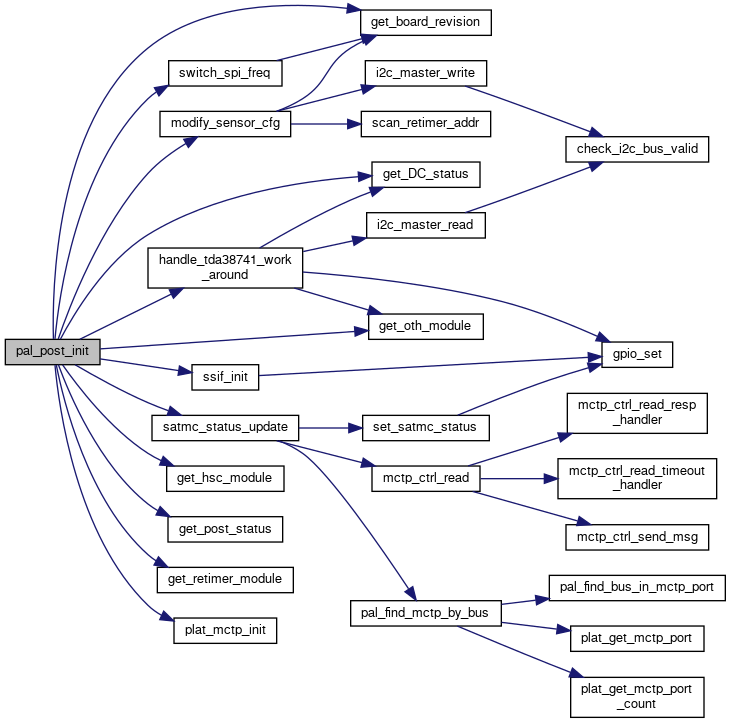 get_board_revision
switch_spi_freq
i2c_master_write
modify_sensor_cfg
scan_retimer_addr
check_i2c_bus_valid
get_DC_status
i2c_master_read
handle_tda38741_work
_around
get_oth_module
pal_post_init
gpio_set
ssif_init
mctp_ctrl_read_resp
_handler
satmc_status_update
set_satmc_status
get_hsc_module
mctp_ctrl_read
mctp_ctrl_read_timeout
_handler
get_post_status
mctp_ctrl_send_msg
get_retimer_module
pal_find_bus_in_mctp_port
pal_find_mctp_by_bus
plat_mctp_init
plat_get_mctp_port
plat_get_mctp_port
_count